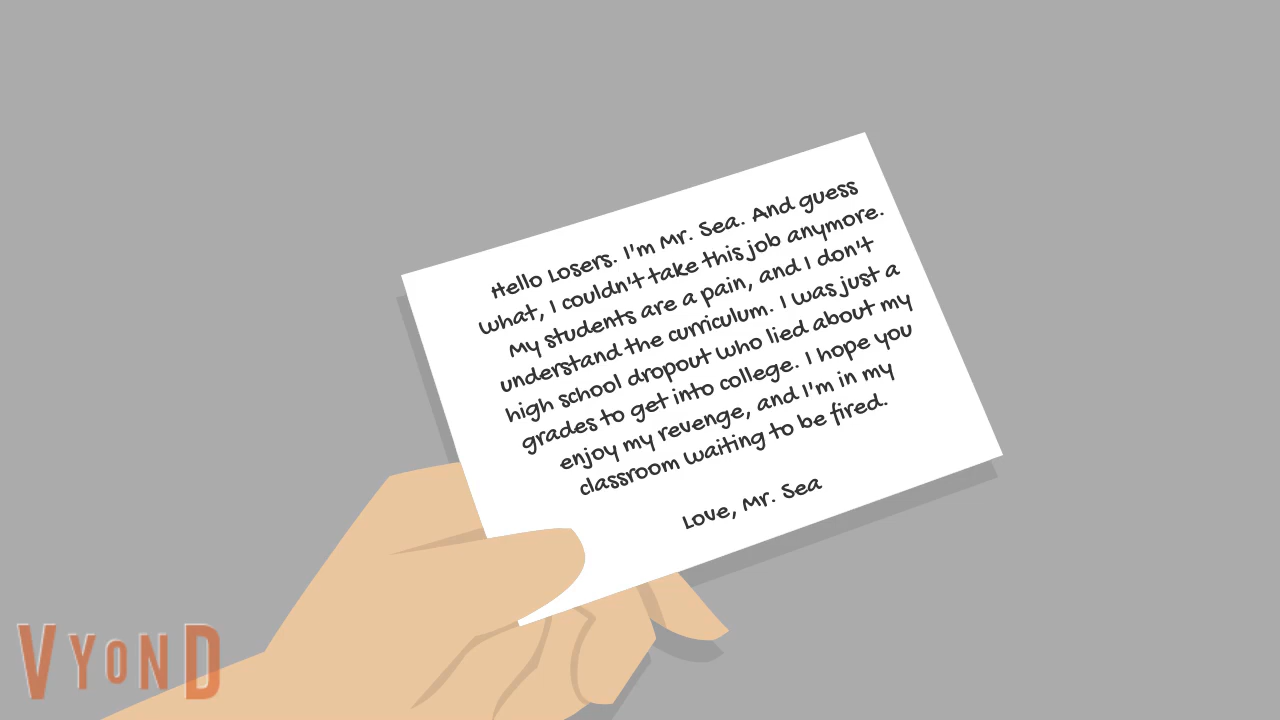 Hello Losers. I'm Mr. Sea. And guess
what, I couldn't take this job anymore.
My students are a pain, and I don't
understand the curriculum. I was just a
high school dropout who lied about my
grades to get into college. I hope you
enjoy my revenge, and I'm in my
classroom waiting to be fired.
Love, Mr. Sea
VYOND